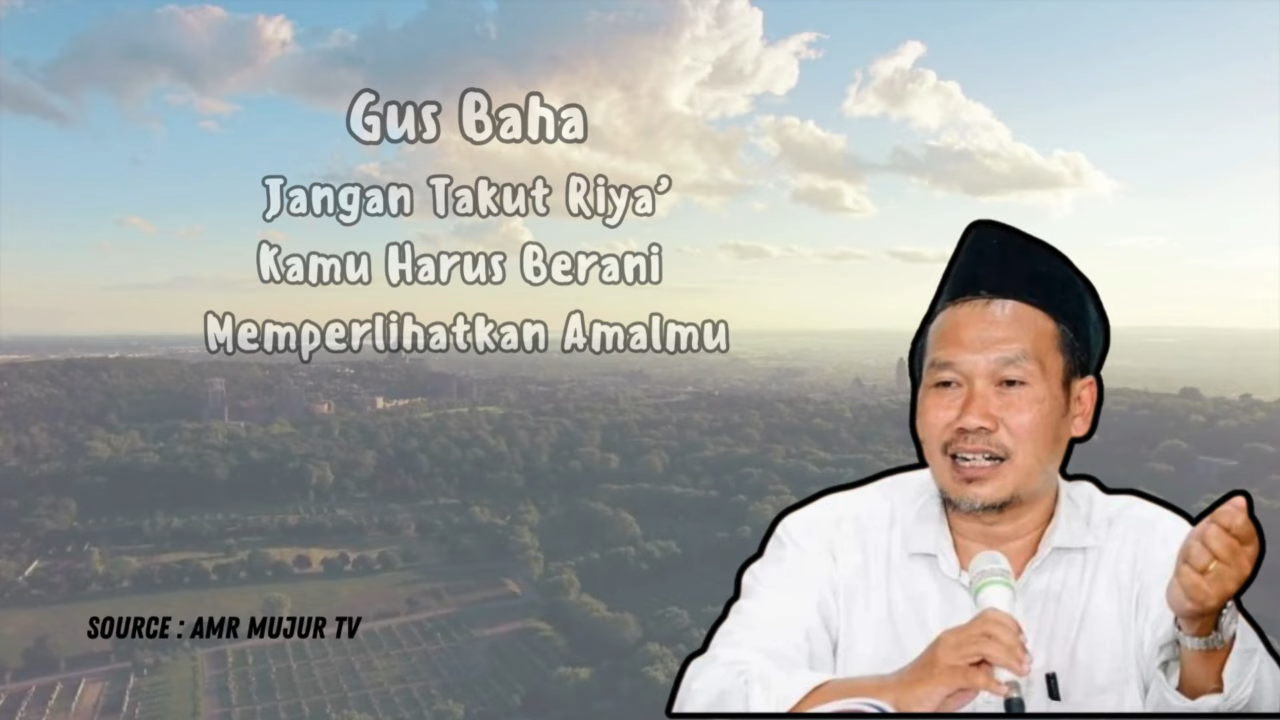 Gus Baha
Jangan Takut Riya’
Kamu Harus Berani
Memperlihatkan Amalmu
SOURCE : AMR MUJUR TV